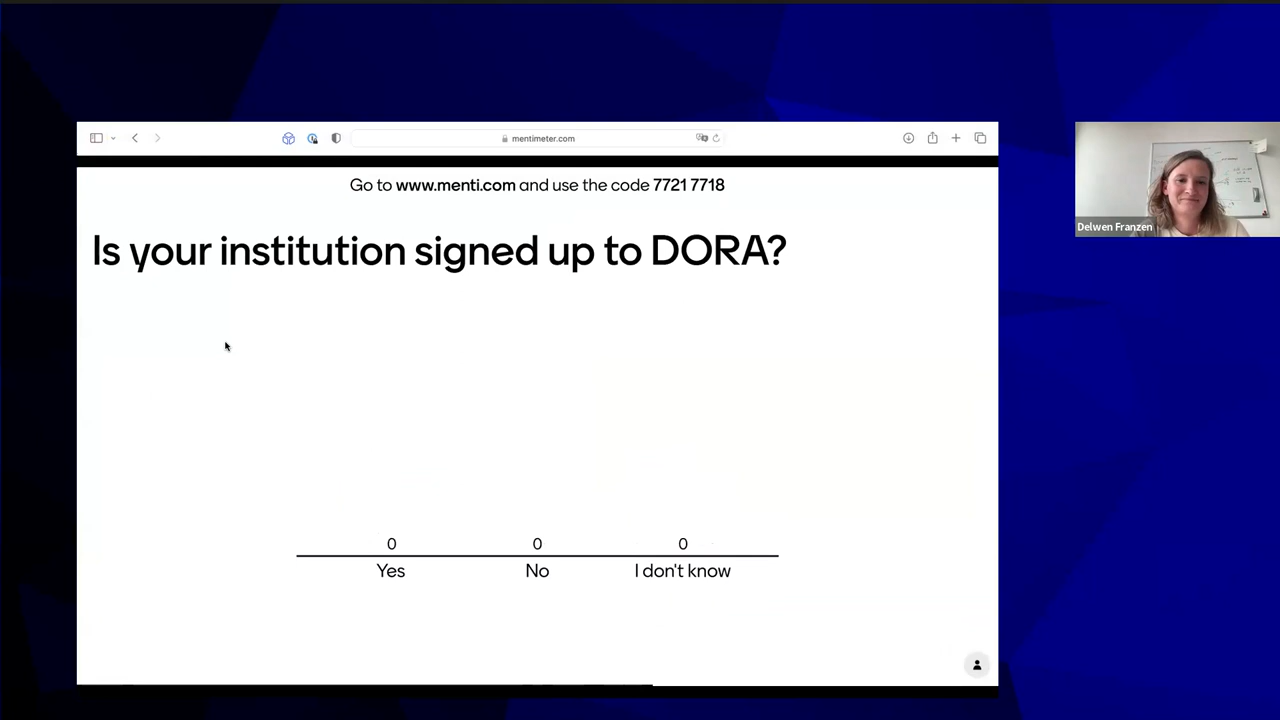 mentimeter.com
Go to www.menti.com and use the code 7721 7718
Is your institution signed up to DORA?
0 0 0
Yes No I don't know
Delwen Franzen